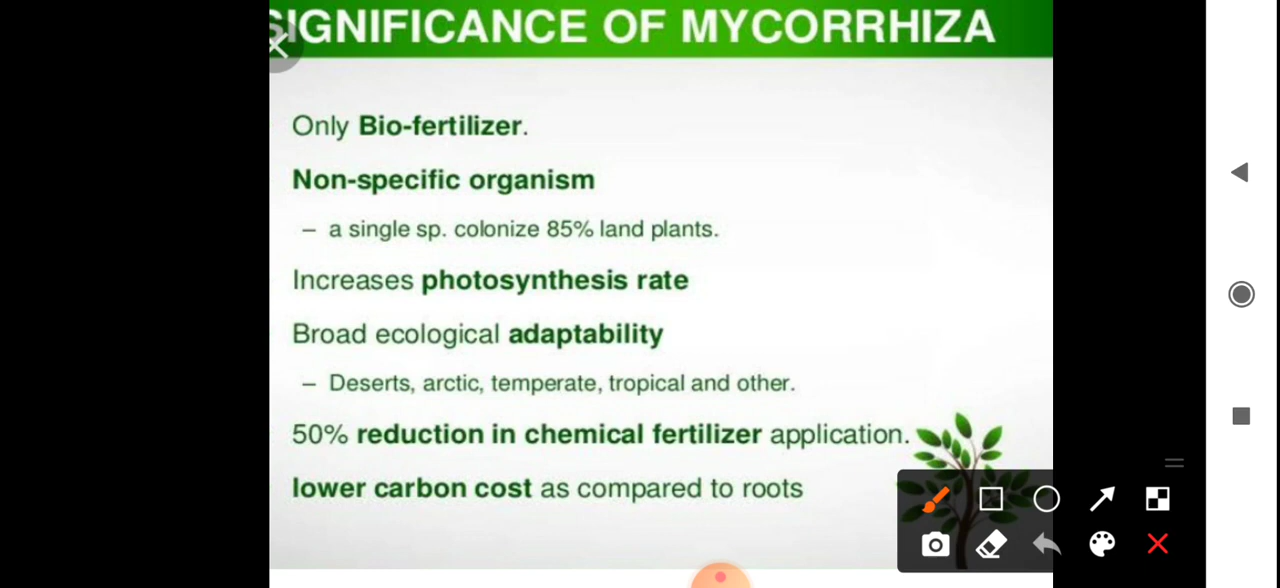 SIGNIFICANCE OF MYCORRHIZA
Only Bio-fertilizer.
Non-specific organism
– a single sp. colonize 85% land plants.
Increases photosynthesis rate
Broad ecological adaptability
– Deserts, arctic, temperate, tropical and other.
50% reduction in chemical fertilizer application.
lower carbon cost as compared to roots